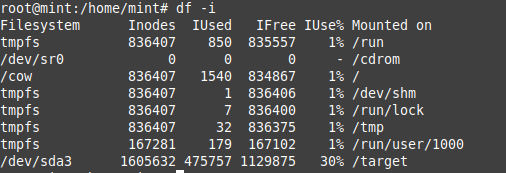 root@mint:/home/mint# df -i
Filesystem Inodes IUsed IFree IUse% Mounted on
tmpfs 836407 850 835557 1% /run
/dev/sr0 0 0 0 - /cdrom
/cow 836407 1540 834867 1% /
tmpfs 836407 1 836406 1% /dev/shm
tmpfs 836407 7 836400 1% /run/lock
tmpfs 836407 32 836375 1% /tmp
tmpfs 167281 179 167102 1% /run/user/1000
/dev/sda3 1605632 475757 1129875 30% /target